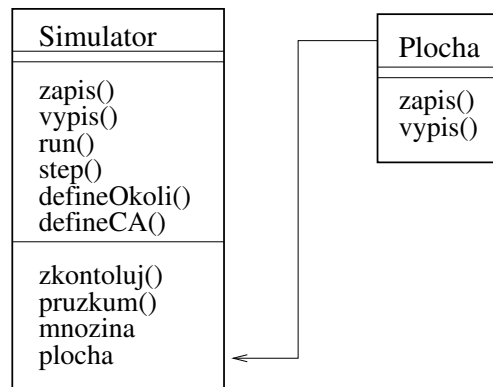 Simulator
zapis()
vypis()
run()
step()
defineOkoli()
defineCA()
zkontoluj()
pruzkum()
mnozina
plocha
Plocha
zapis()
vypis()